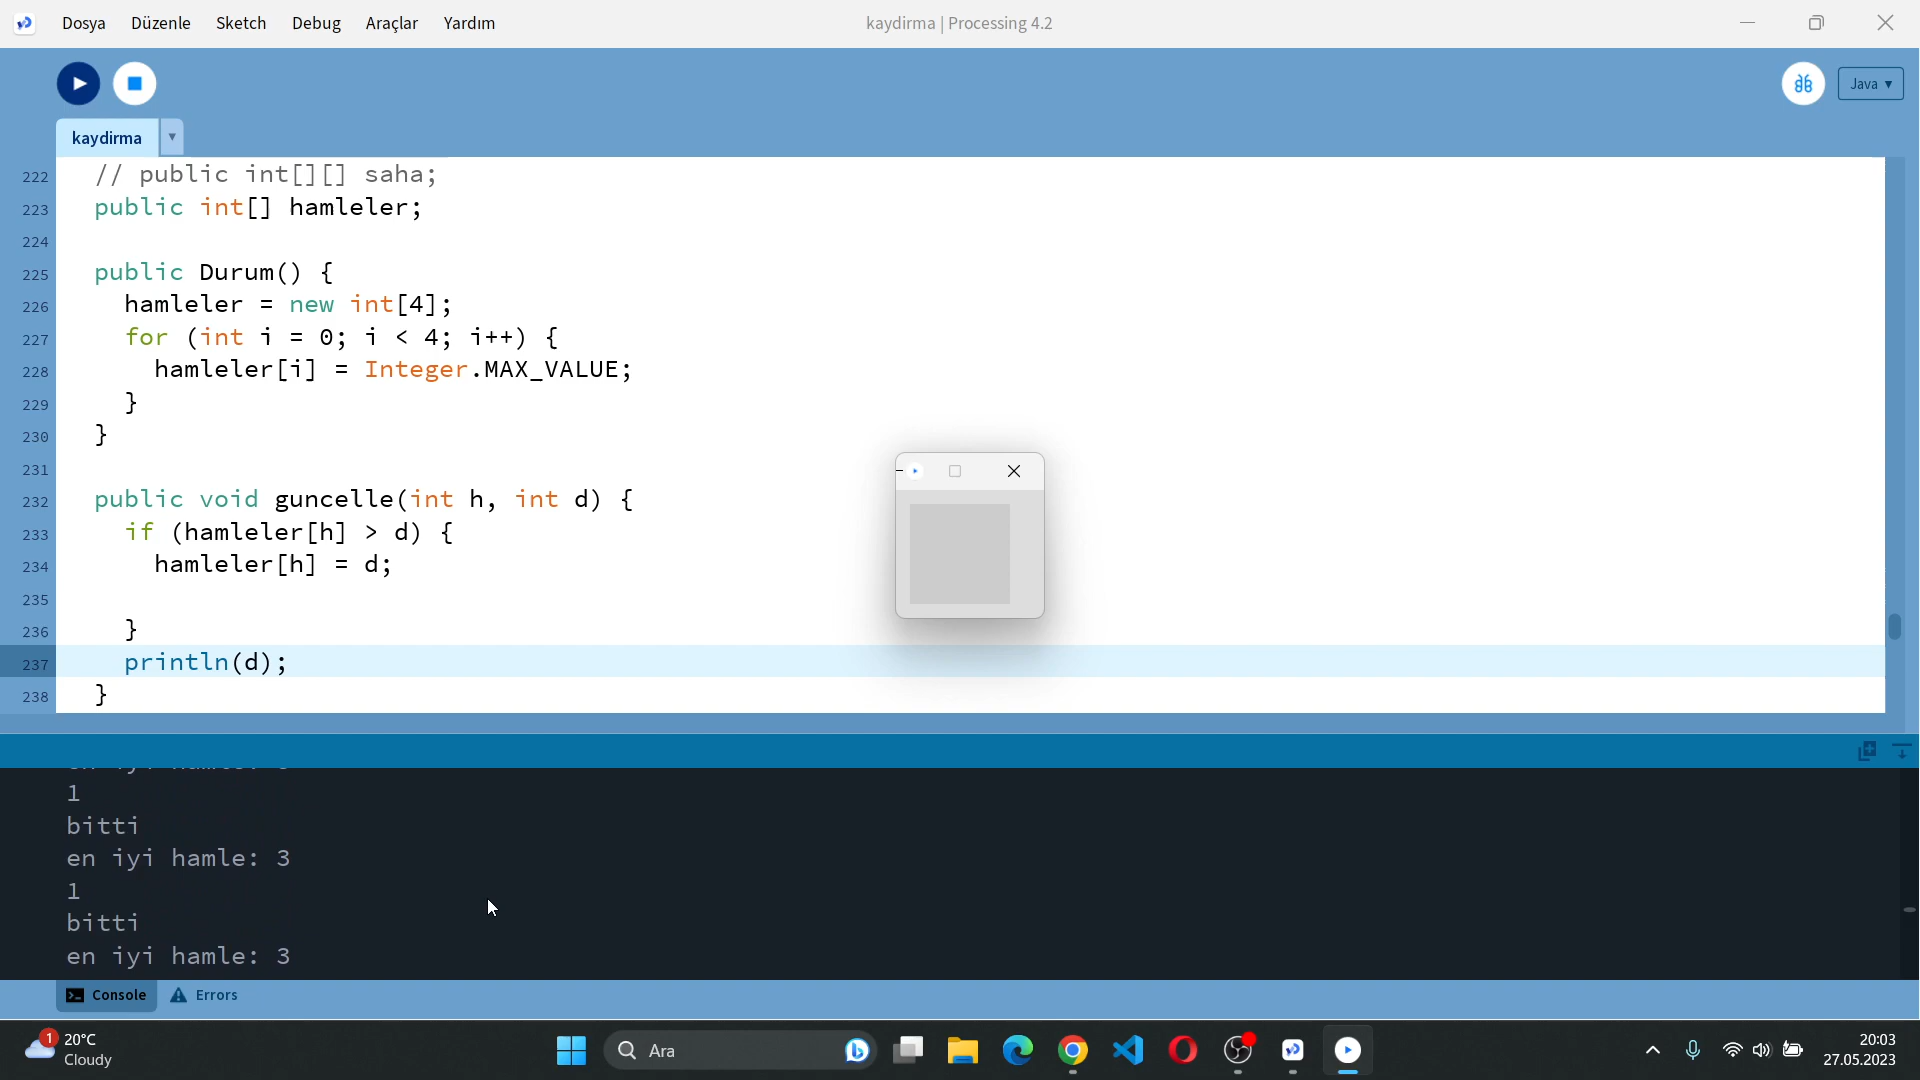 Dosya Düzenle Sketch Debug Araçlar Yardım
kaydirma | Processing 4.2
Java ▾
kaydirma
222 // public int[][] saha;
223 public int[] hamleler;
224
225 public Durum() {
226 hamleler = new int[4];
227 for (int i = 0; i < 4; i++) {
228 hamleler[i] = Integer.MAX_VALUE;
229 }
230 }
231
232 public void guncelle(int h, int d) {
233 if (hamleler[h] > d) {
234 hamleler[h] = d;
235
236 }
237 println(d);
238 }
1
bitti
en iyi hamle: 3
1
bitti
en iyi hamle: 3
Console Errors
1 20°C
Cloudy
Ara
20:03
27.05.2023